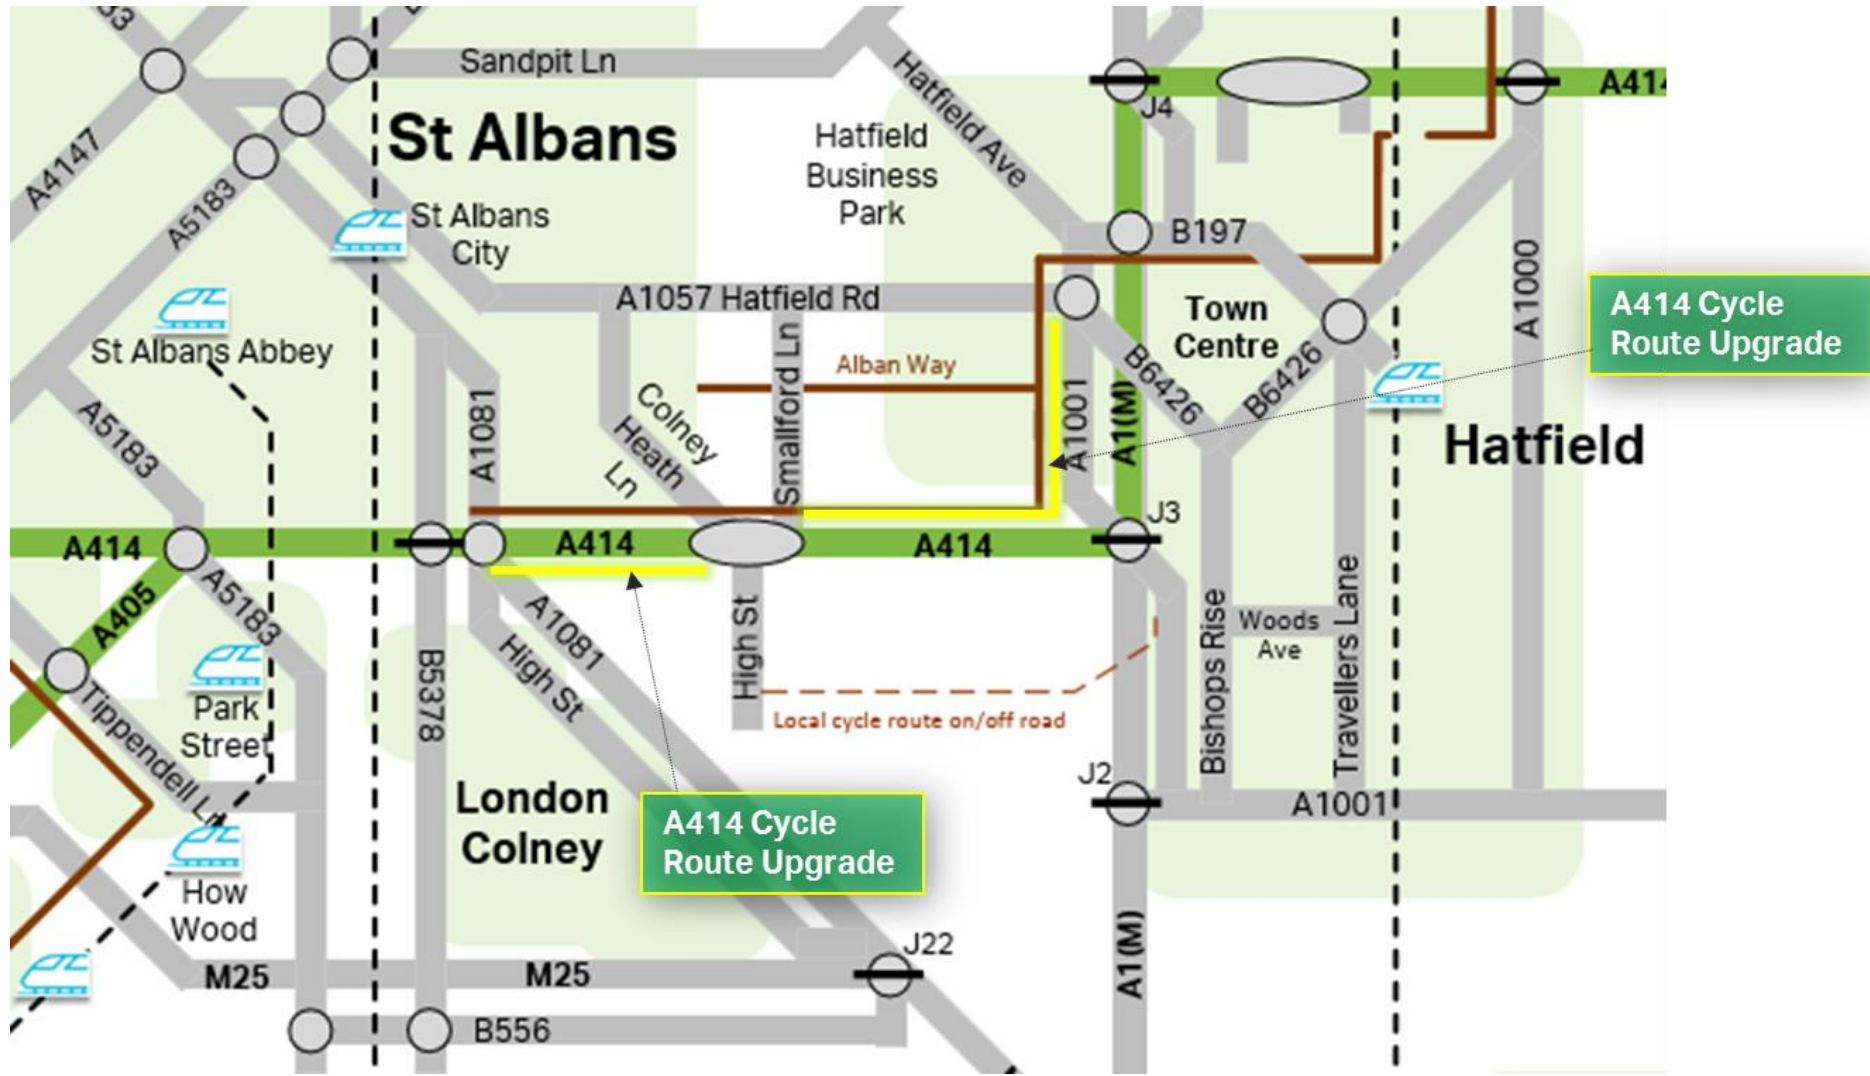 Sandpit Ln
St Albans
A4147
A5183
St Albans
City
St Albans Abbey
A5183
Hatfield Ave
Hatfield
Business
Park
J4
A414
B197
A1057 Hatfield Rd
Town
Centre
A1000
A414 Cycle
Route Upgrade
Alban Way
Smallford Ln
Colney
Heath
Ln
A1081
A1001
A1(M)
B6426
B6426
Hatfield
J3
A414
A414
A414
A405
A5183
A1081
High St
High St
B5378
Park
Street
Tippendell Ln
Local cycle route on/off road
Bishops Rise
Woods
Ave
Travellers Lane
J2
A1001
London
Colney
A414 Cycle
Route Upgrade
How
Wood
J22
M25
M25
A1(M)
B556